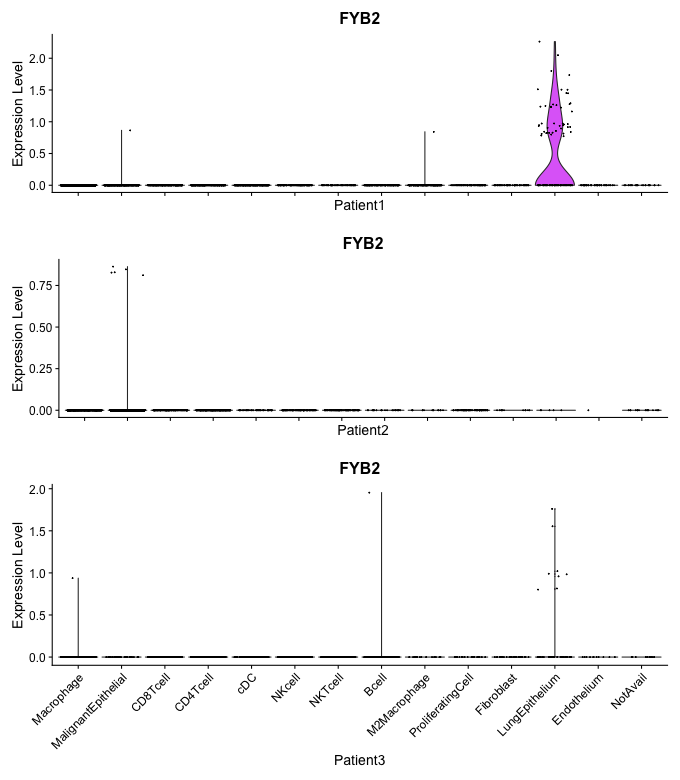 FYB2
Expression Level
2.0
1.5
1.0
0.5
0.0
Patient1
FYB2
Expression Level
0.75
0.50
0.25
0.00
Patient2
FYB2
Expression Level
2.0
1.5
1.0
0.5
0.0
Macrophage
MalignantEpithelial
CD8Tcell
CD4Tcell
cDC
NKcell
NKTcell
Bcell
M2Macrophage
ProliferatingCell
Fibroblast
LungEpithelium
Endothelium
NotAvail
Patient3